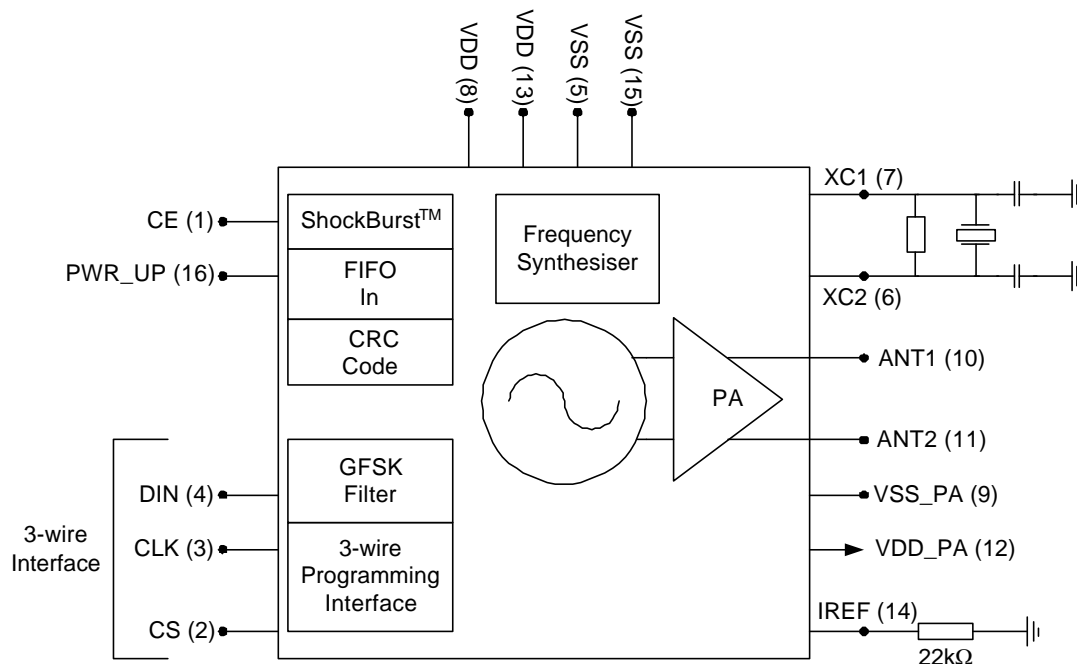 VDD (8)
VDD (13)
VSS (5)
VSS (15)
XC1 (7)
CE (1)
ShockBurst™
Frequency
Synthesiser
PWR_UP (16)
FIFO
In
XC2 (6)
CRC
Code
ANT1 (10)
PA
ANT2 (11)
GFSK
Filter
DIN (4)
VSS_PA (9)
3-wire
Interface
CLK (3)
3-wire
Programming
Interface
VDD_PA (12)
IREF (14)
CS (2)
22kΩ